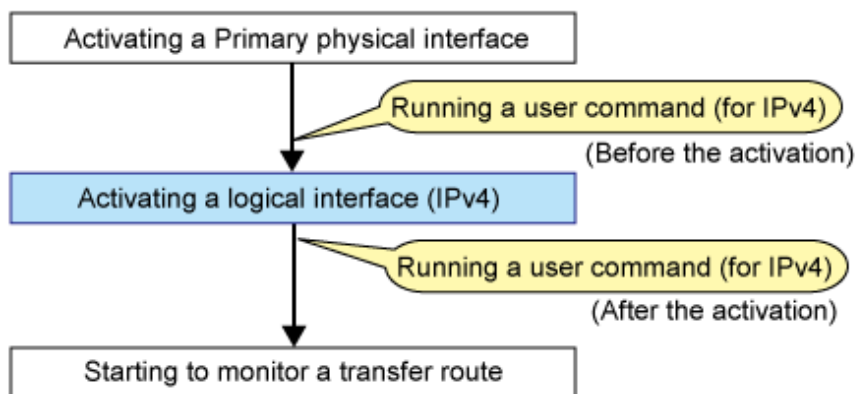 Activating a Primary physical interface
Running a user command (for IPv4)
(Before the activation)
Activating a logical interface (IPv4)
Running a user command (for IPv4)
(After the activation)
Starting to monitor a transfer route